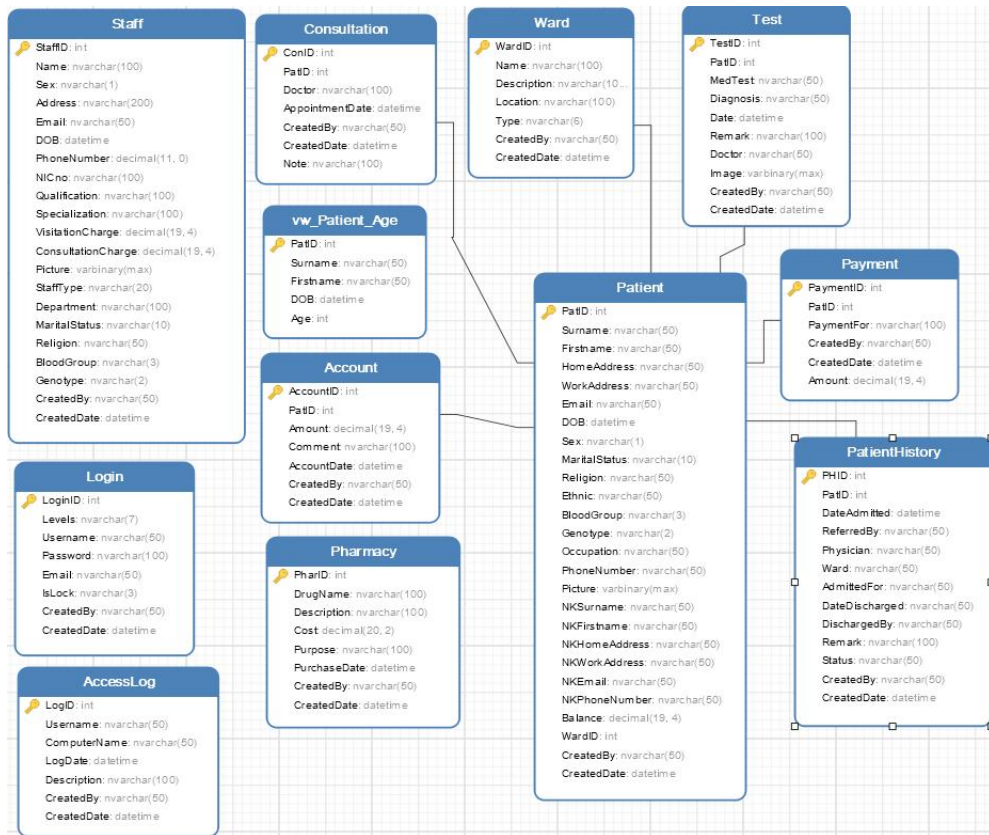 Staff
StaffID: int
Name: nvarchar(100)
Sex: nvarchar(1)
Address: nvarchar(200)
Email: nvarchar(50)
DOB: datetime
PhoneNumber: decimal(11, 0)
NICno: nvarchar(100)
Qualification: nvarchar(100)
Specialization: nvarchar(100)
VisitationCharge: decimal(19, 4)
ConsultationCharge: decimal(19, 4)
Picture: varbinary(max)
StaffType: nvarchar(20)
Department: nvarchar(100)
MaritalStatus: nvarchar(10)
Religion: nvarchar(50)
BloodGroup: nvarchar(3)
Genotype: nvarchar(2)
CreatedBy: nvarchar(50)
CreatedDate: datetime
Consultation
ConID: int
PatID: int
Doctor: nvarchar(100)
AppointmentDate: datetime
CreatedBy: nvarchar(50)
CreatedDate: datetime
Note: nvarchar(100)
Ward
WardID: int
Name: nvarchar(100)
Description: nvarchar(10...
Location: nvarchar(100)
Type: nvarchar(6)
CreatedBy: nvarchar(50)
CreatedDate: datetime
Test
TestID: int
PatID: int
MedTest: nvarchar(50)
Diagnosis: nvarchar(50)
Date: datetime
Remark: nvarchar(100)
Doctor: nvarchar(50)
Image: varbinary(max)
CreatedBy: nvarchar(50)
CreatedDate: datetime
vw_Patient_Age
PatID: int
Surname: nvarchar(50)
Firstname: nvarchar(50)
DOB: datetime
Age: int
Patient
PatID: int
Surname: nvarchar(50)
Firstname: nvarchar(50)
HomeAddress: nvarchar(50)
WorkAddress: nvarchar(50)
Email: nvarchar(50)
DOB: datetime
Sex: nvarchar(1)
MaritalStatus: nvarchar(10)
Religion: nvarchar(50)
Ethnic: nvarchar(50)
BloodGroup: nvarchar(3)
Genotype: nvarchar(2)
Occupation: nvarchar(50)
PhoneNumber: nvarchar(50)
Picture: varbinary(max)
NKSurname: nvarchar(50)
NKFirstname: nvarchar(50)
NKHomeAddress: nvarchar(50)
NKWorkAddress: nvarchar(50)
NKEmail: nvarchar(50)
NKPhoneNumber: nvarchar(50)
Balance: decimal(19, 4)
WardID: int
CreatedBy: nvarchar(50)
CreatedDate: datetime
Payment
PaymentID: int
PatID: int
PaymentFor: nvarchar(100)
CreatedBy: nvarchar(50)
CreatedDate: datetime
Amount: decimal(19, 4)
Account
AccountID: int
PatID: int
Amount: decimal(19, 4)
Comment: nvarchar(100)
AccountDate: datetime
CreatedBy: nvarchar(50)
CreatedDate: datetime
PatientHistory
PHID: int
PatID: int
DateAdmitted: datetime
ReferredBy: nvarchar(50)
Physician: nvarchar(50)
Ward: nvarchar(50)
AdmittedFor: nvarchar(50)
DateDischarged: nvarchar(50)
DischargedBy: nvarchar(50)
Remark: nvarchar(100)
Status: nvarchar(50)
CreatedBy: nvarchar(50)
CreatedDate: datetime
Login
LoginID: int
Levels: nvarchar(7)
Username: nvarchar(50)
Password: nvarchar(100)
Email: nvarchar(50)
IsLock: nvarchar(3)
CreatedBy: nvarchar(50)
CreatedDate: datetime
Pharmacy
PharID: int
DrugName: nvarchar(100)
Description: nvarchar(100)
Cost: decimal(20, 2)
Purpose: nvarchar(100)
PurchaseDate: datetime
CreatedBy: nvarchar(50)
CreatedDate: datetime
AccessLog
LogID: int
Username: nvarchar(50)
ComputerName: nvarchar(50)
LogDate: datetime
Description: nvarchar(100)
CreatedBy: nvarchar(50)
CreatedDate: datetime